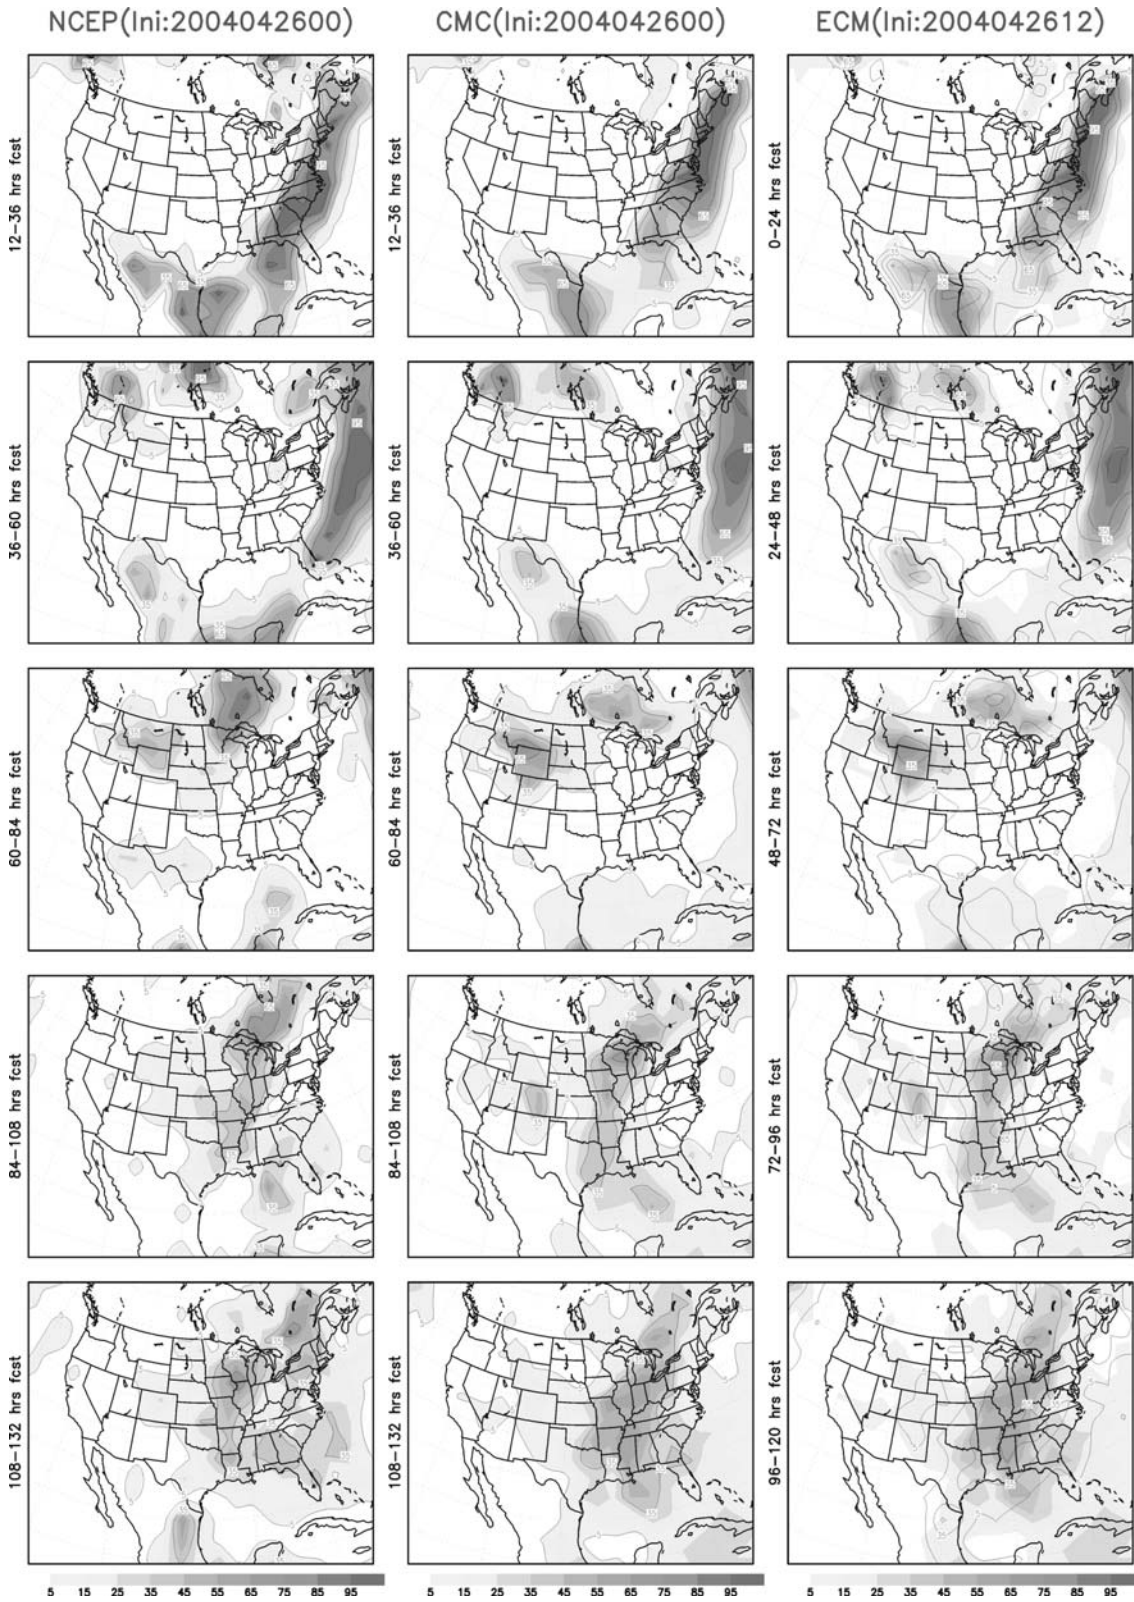 NCEP(Ini:2004042600) CMC(Ini:2004042600) ECM(Ini:2004042612)
12-36 hrs fcst 12-36 hrs fcst 0-24 hrs fcst
36-60 hrs fcst 36-60 hrs fcst 24-48 hrs fcst
60-84 hrs fcst 60-84 hrs fcst 48-72 hrs fcst
84-108 hrs fcst 84-108 hrs fcst 72-96 hrs fcst
108-132 hrs fcst 108-132 hrs fcst 96-120 hrs fcst
5 15 25 35 45 55 65 75 85 95 5 15 25 35 45 55 65 75 85 95 5 15 25 35 45 55 65 75 85 95